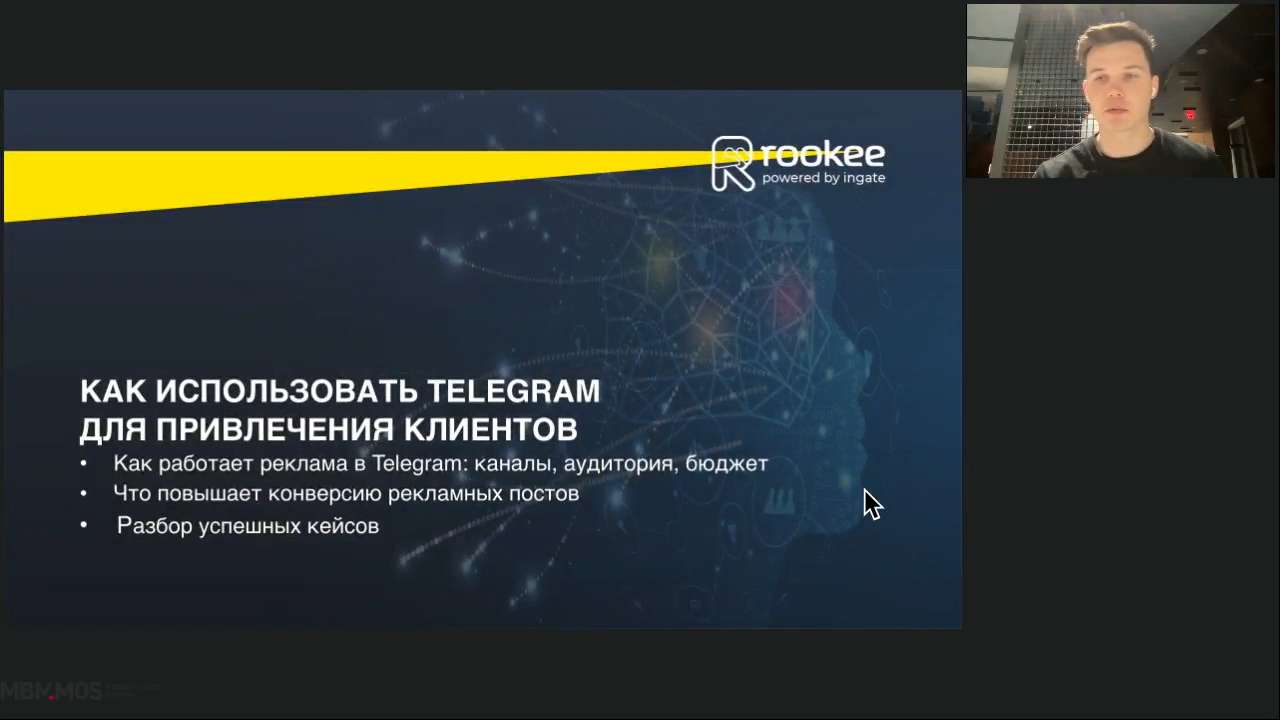 rookee
powered by ingate
КАК ИСПОЛЬЗОВАТЬ TELEGRAM
ДЛЯ ПРИВЛЕЧЕНИЯ КЛИЕНТОВ
• Как работает реклама в Telegram: каналы, аудитория, бюджет
• Что повышает конверсию рекламных постов
• Разбор успешных кейсов
MBM.MOS